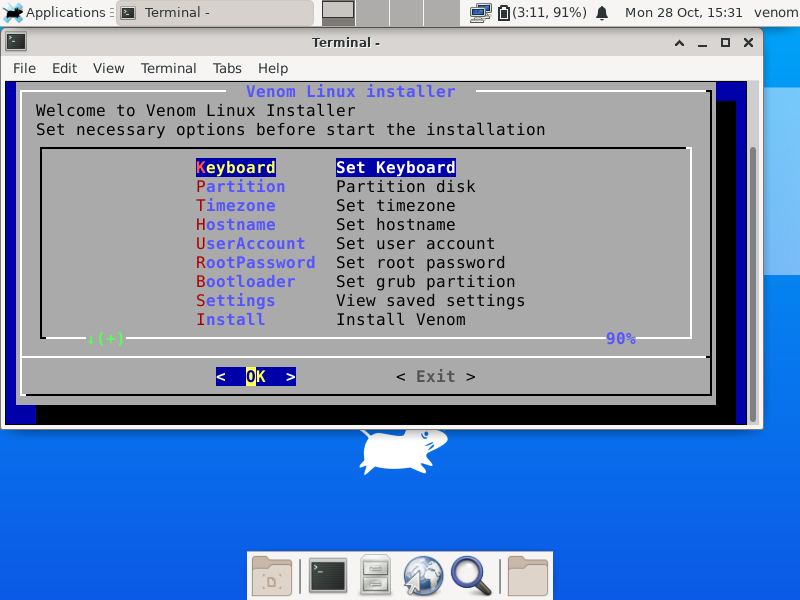 Applications Terminal - (3:11, 91%) Mon 28 Oct, 15:31 venom
Terminal -
File Edit View Terminal Tabs Help
Venom Linux installer
Welcome to Venom Linux Installer
Set necessary options before start the installation
Keyboard Set Keyboard
Partition Partition disk
Timezone Set timezone
Hostname Set hostname
UserAccount Set user account
RootPassword Set root password
Bootloader Set grub partition
Settings View saved settings
Install Install Venom
↓(+) 90%
< OK > < Exit >